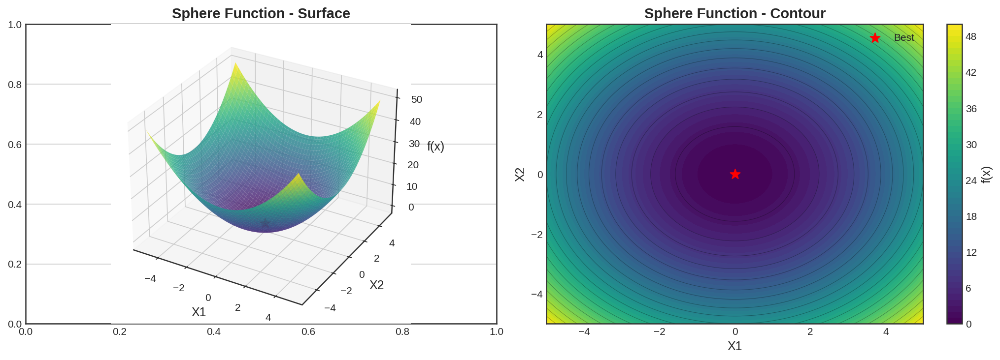 Sphere Function - Surface
1.0
0.8
0.6
0.4
0.2
0.0
0.0 0.2 0.4 0.6 0.8 1.0
50
40
30
20
10
0
f(x)
−4 −2 0 2 4
X1
4
2
0
−2
−4
X2
Sphere Function - Contour
Best
4
2
0
−2
−4
X2
−4 −2 0 2 4
X1
48
42
36
30
24
18
12
6
0
f(x)